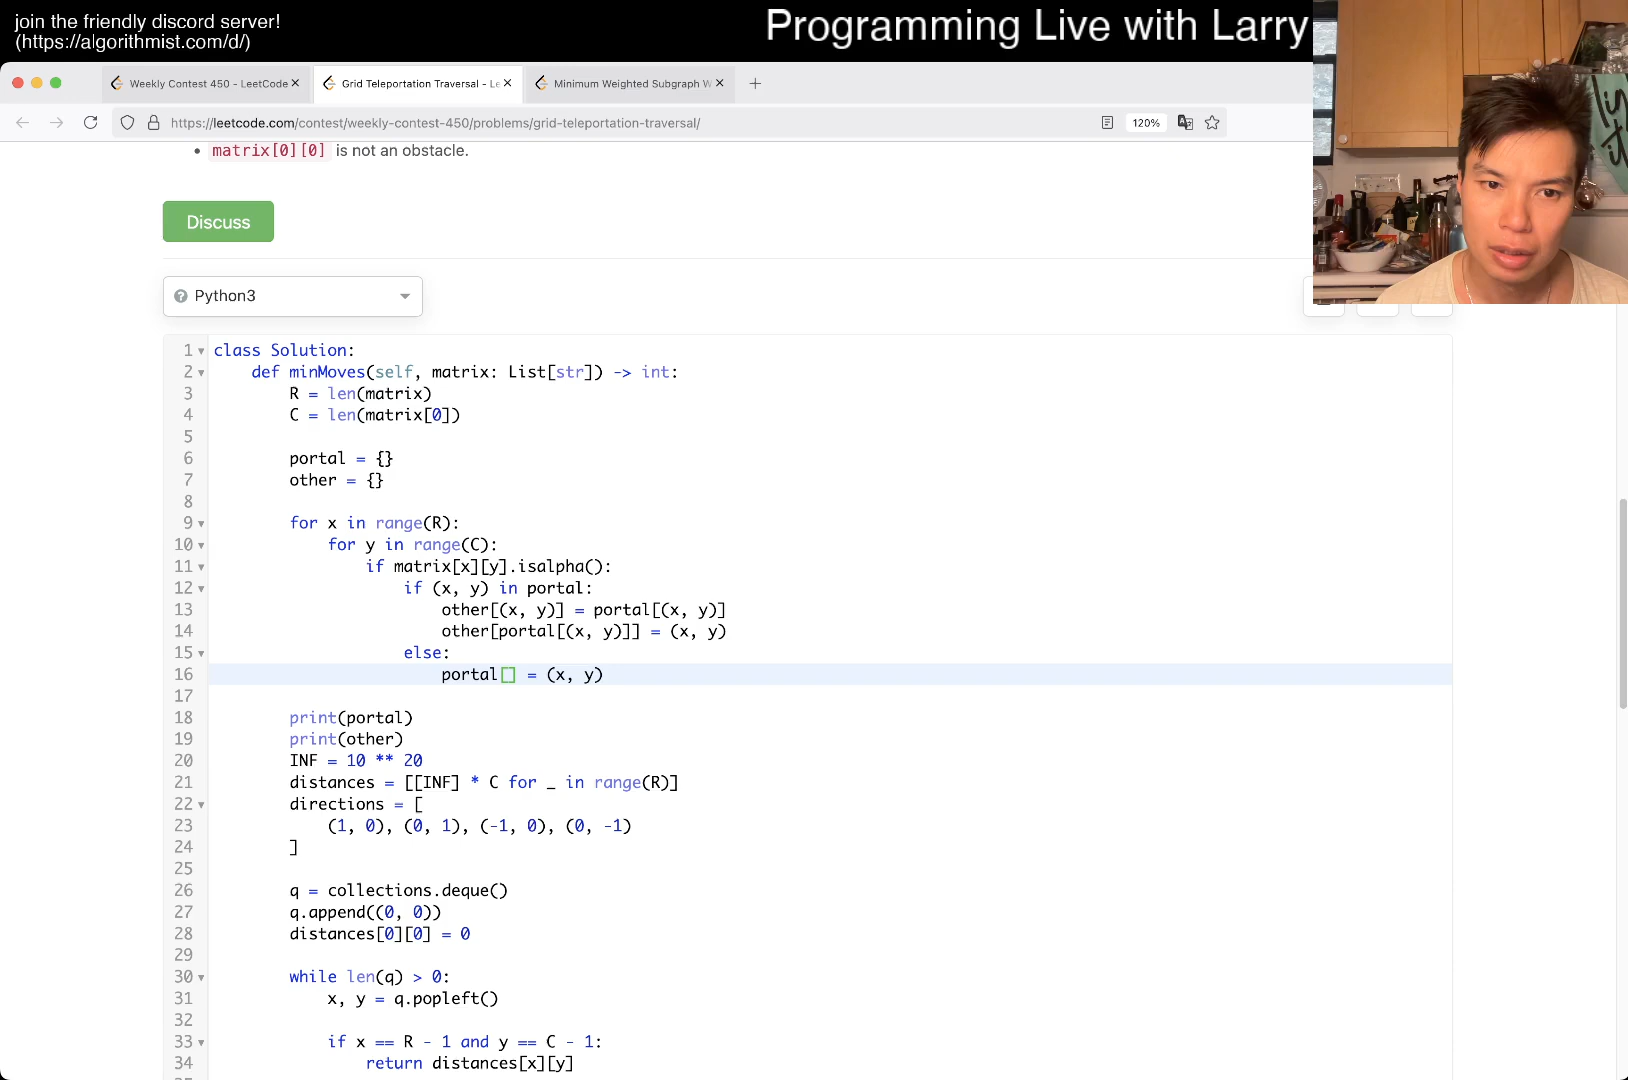 join the friendly discord server!
(https://algorithmist.com/d/)
Programming Live with Larry
Weekly Contest 450 - LeetCode
Grid Teleportation Traversal - Le
Minimum Weighted Subgraph W
https://leetcode.com/contest/weekly-contest-450/problems/grid-teleportation-traversal/
120%
• matrix[0][0] is not an obstacle.
Discuss
Python3
1 class Solution:
2     def minMoves(self, matrix: List[str]) -> int:
3         R = len(matrix)
4         C = len(matrix[0])
5
6         portal = {}
7         other = {}
8
9         for x in range(R):
10             for y in range(C):
11                 if matrix[x][y].isalpha():
12                     if (x, y) in portal:
13                         other[(x, y)] = portal[(x, y)]
14                         other[portal[(x, y)]] = (x, y)
15                     else:
16                         portal[] = (x, y)
17
18         print(portal)
19         print(other)
20         INF = 10 ** 20
21         distances = [[INF] * C for _ in range(R)]
22         directions = [
23             (1, 0), (0, 1), (-1, 0), (0, -1)
24         ]
25
26         q = collections.deque()
27         q.append((0, 0))
28         distances[0][0] = 0
29
30         while len(q) > 0:
31             x, y = q.popleft()
32
33             if x == R - 1 and y == C - 1:
34                 return distances[x][y]